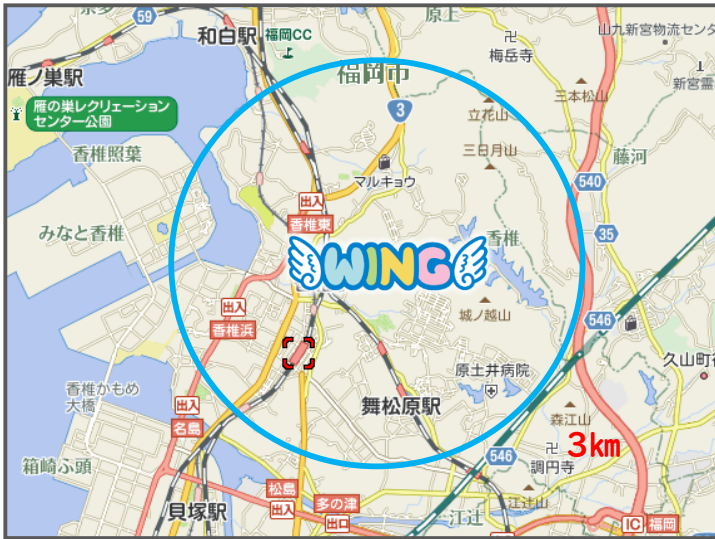 59
和白駅
福岡CC
原上
卍
梅岳寺
山九新宮物流センタ
雁ノ巣駅
福岡市
新宮霊
雁の巣レクリェーション
センター公園
3
三本松山
立花山
香椎照葉
三日月山
藤河
マルキョウ
540
出入
香椎東
みなと香椎
35
香椎
WING
出入
香椎浜
城ノ越山
546
久山町
原土井病院
香椎かもめ
大橋
舞松原駅
出入
名島
森江山
3km
卍
調円寺
546
箱崎ふ頭
松島
出入
多の津
出口
江辻山
江辻
貝塚駅
IC
福岡